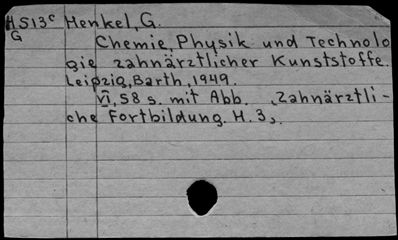 HS13c Henkel, G.
G
Chemie, Physik und Technolo
gie zahnärztlicher Kunststoffe.
Leipzig, Barth, 1949.
VI, 58 s. mit Abb. (Zahnärztli-
che Fortbildung. H. 3).